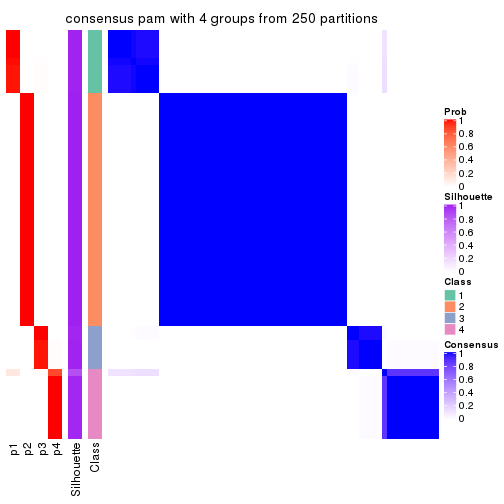 consensus pam with 4 groups from 250 partitions
Prob
1
0.8
0.6
0.4
0.2
0
Silhouette
1
0.8
0.6
0.4
0.2
0
Class
1
2
3
4
Consensus
1
0.8
0.6
0.4
0.2
0
p1
p2
p3
p4
Silhouette
Class